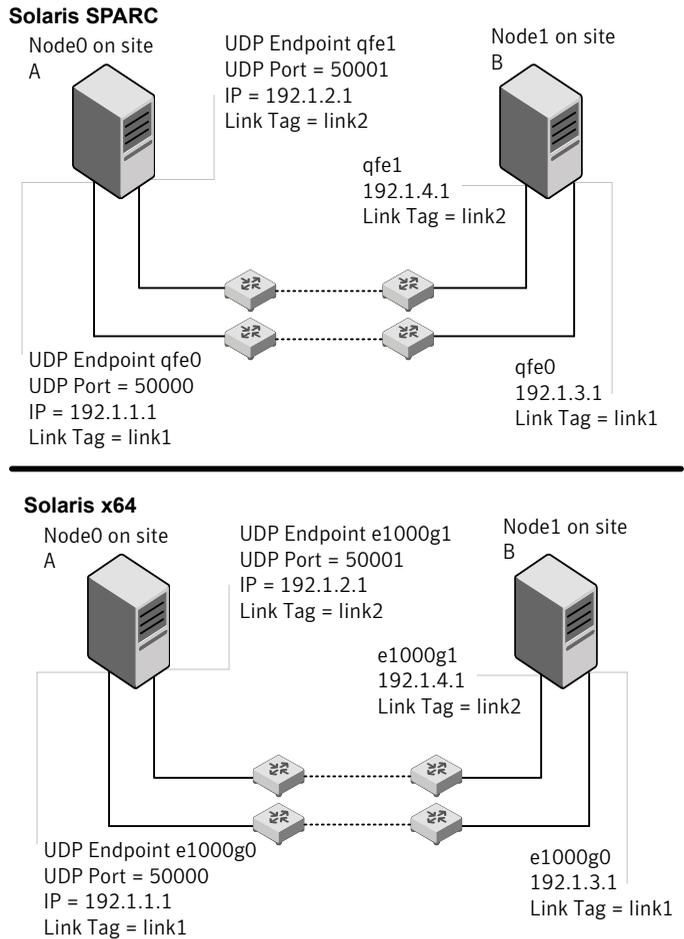 Solaris SPARC
Node0 on site
A
UDP Endpoint qfe1
UDP Port = 50001
IP = 192.1.2.1
Link Tag = link2
Node1 on site
B
qfe1
192.1.4.1
Link Tag = link2
UDP Endpoint qfe0
UDP Port = 50000
IP = 192.1.1.1
Link Tag = link1
qfe0
192.1.3.1
Link Tag = link1
Solaris x64
Node0 on site
A
UDP Endpoint e1000g1
UDP Port = 50001
IP = 192.1.2.1
Link Tag = link2
Node1 on site
B
e1000g1
192.1.4.1
Link Tag = link2
UDP Endpoint e1000g0
UDP Port = 50000
IP = 192.1.1.1
Link Tag = link1
e1000g0
192.1.3.1
Link Tag = link1